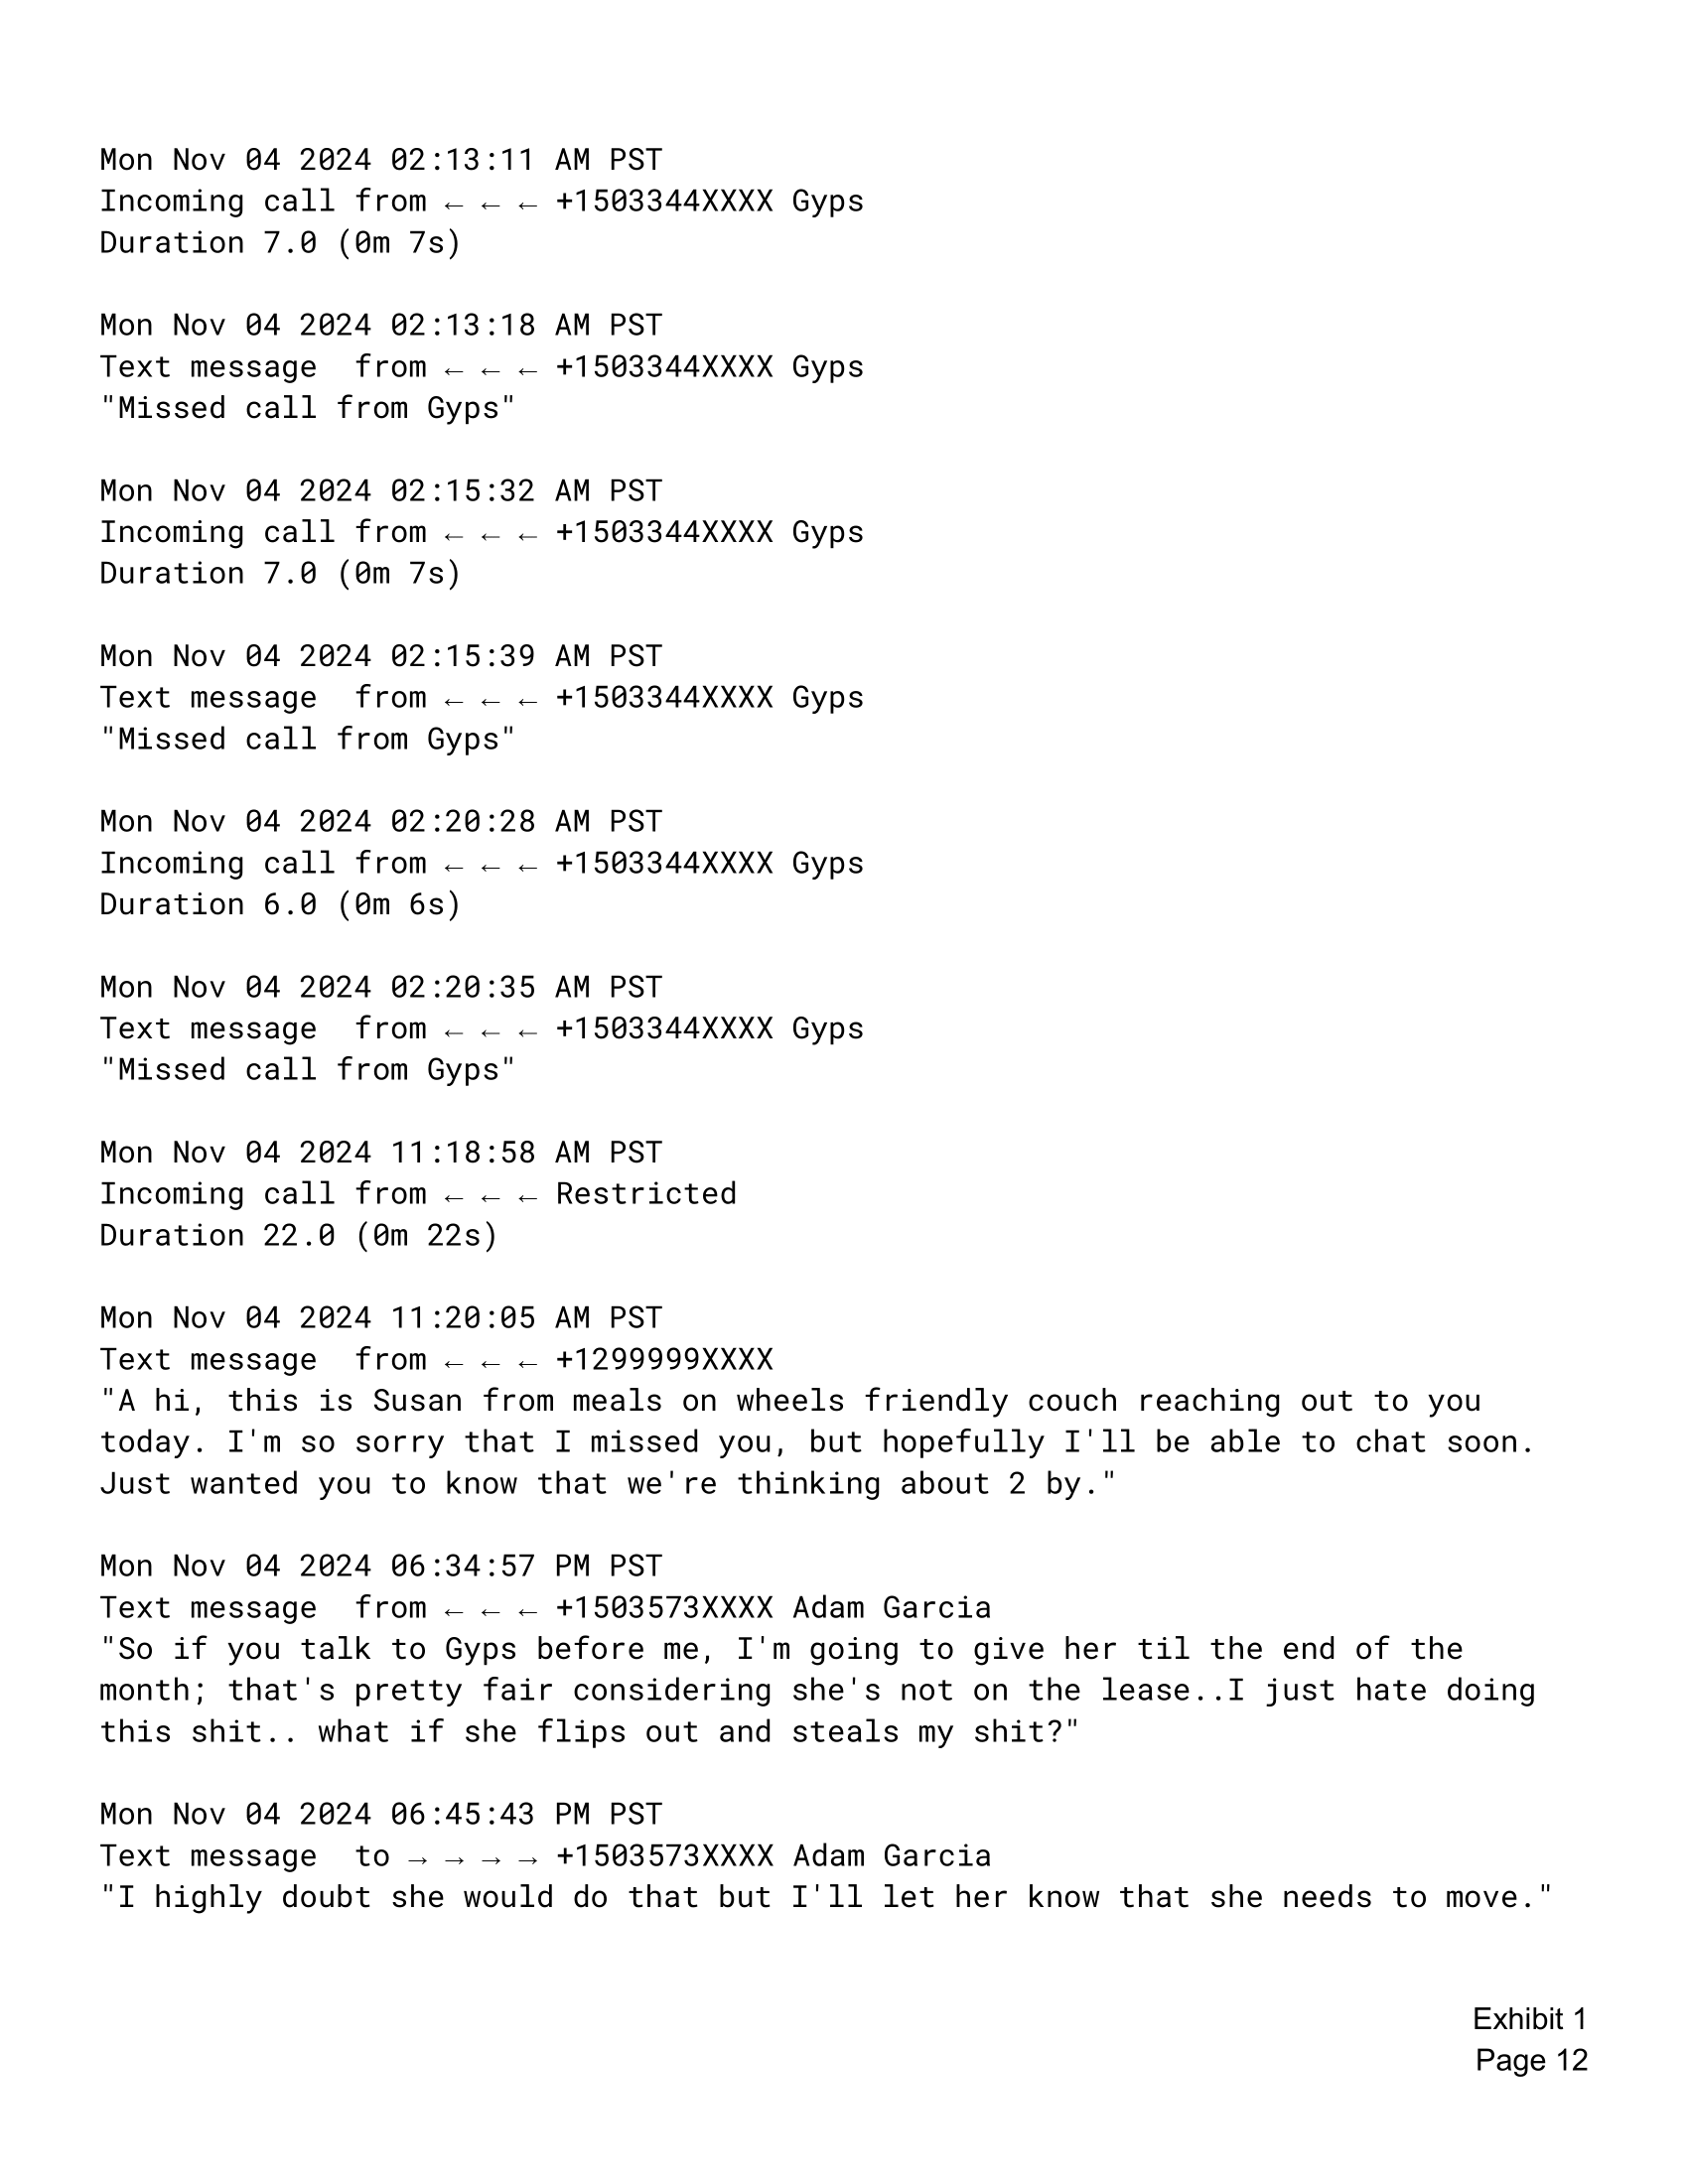 Mon Nov 04 2024 02:13:11 AM PST
Incoming call from ← ← ← +1503344XXXX Gyps
Duration 7.0 (0m 7s)
Mon Nov 04 2024 02:13:18 AM PST
Text message  from ← ← ← +1503344XXXX Gyps
"Missed call from Gyps"
Mon Nov 04 2024 02:15:32 AM PST
Incoming call from ← ← ← +1503344XXXX Gyps
Duration 7.0 (0m 7s)
Mon Nov 04 2024 02:15:39 AM PST
Text message  from ← ← ← +1503344XXXX Gyps
"Missed call from Gyps"
Mon Nov 04 2024 02:20:28 AM PST
Incoming call from ← ← ← +1503344XXXX Gyps
Duration 6.0 (0m 6s)
Mon Nov 04 2024 02:20:35 AM PST
Text message  from ← ← ← +1503344XXXX Gyps
"Missed call from Gyps"
Mon Nov 04 2024 11:18:58 AM PST
Incoming call from ← ← ← Restricted
Duration 22.0 (0m 22s)
Mon Nov 04 2024 11:20:05 AM PST
Text message  from ← ← ← +1299999XXXX
"A hi, this is Susan from meals on wheels friendly couch reaching out to you
today. I'm so sorry that I missed you, but hopefully I'll be able to chat soon.
Just wanted you to know that we're thinking about 2 by."
Mon Nov 04 2024 06:34:57 PM PST
Text message  from ← ← ← +1503573XXXX Adam Garcia
"So if you talk to Gyps before me, I'm going to give her til the end of the
month; that's pretty fair considering she's not on the lease..I just hate doing
this shit.. what if she flips out and steals my shit?"
Mon Nov 04 2024 06:45:43 PM PST
Text message  to → → → → +1503573XXXX Adam Garcia
"I highly doubt she would do that but I'll let her know that she needs to move."
Exhibit 1
Page 12